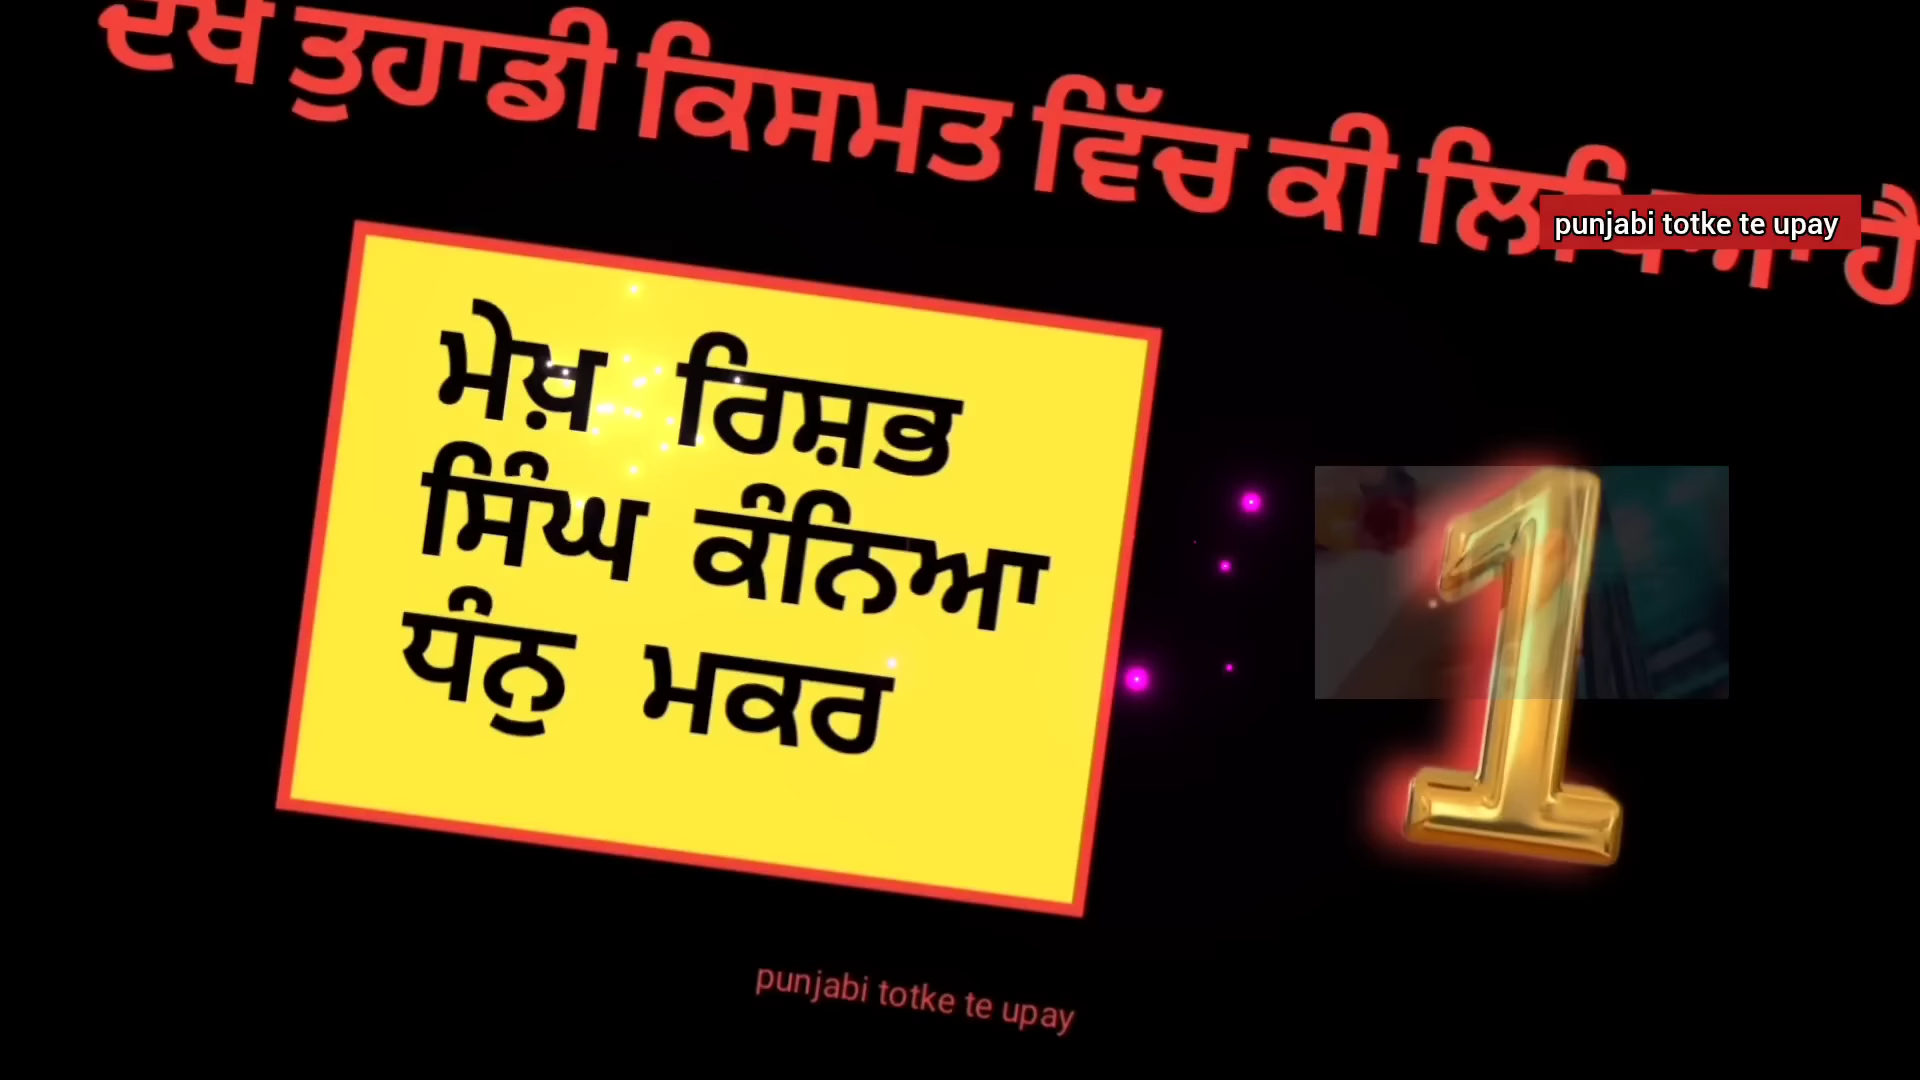 ਤੁਹਾਡੀ ਕਿਸਮਤ ਵਿੱਚ ਕੀ ਹੈ
punjabi totke te upay
ਮੇਖ਼ ਰਿਸ਼ਭ
ਸਿੰਘ ਕੰਨਿਆ
ਧੰਨੁ ਮਕਰ
1
punjabi totke te upay